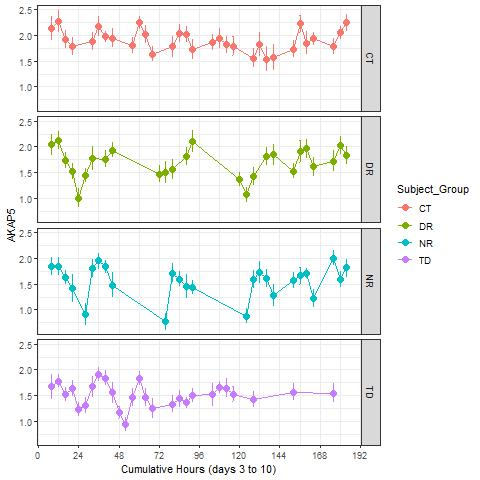 2.5
2.0
1.5
1.0
CT
2.5
2.0
1.5
1.0
DR
2.5
2.0
1.5
1.0
NR
2.5
2.0
1.5
1.0
TD
AKAP5
0 24 48 72 96 120 144 168 192
Cumulative Hours (days 3 to 10)
Subject_Group
CT
DR
NR
TD